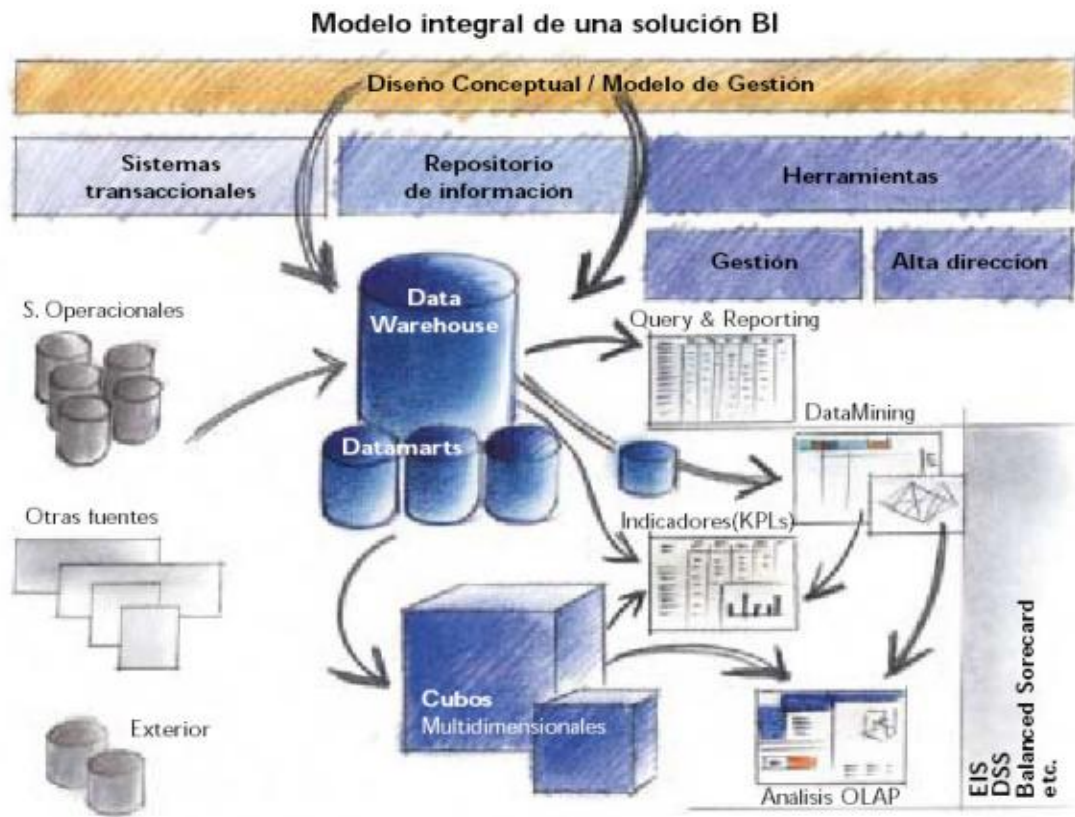 Modelo integral de una solución BI
Diseño Conceptual / Modelo de Gestión
Sistemas
transaccionales
Repositorio
de información
Herramientas
Gestión
Alta dirección
S. Operacionales
Data
Warehouse
Query & Reporting
DataMining
Datamarts
Otras fuentes
Indicadores(KPLs)
Cubos
Multidimensionales
Exterior
Análisis OLAP
EIS
DSS
Balanced Sorecard
etc.